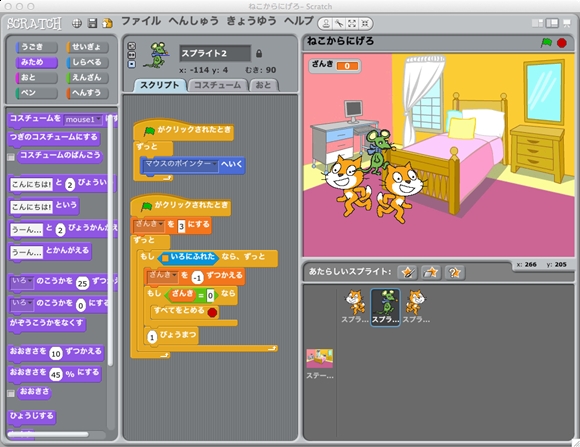 ねこからにげろ- Scratch
SCRATCH ファイル へんしゅう きょうゆう ヘルプ
うごき せいぎょ
みため しらべる
おと えんざん
ペン へんすう
コスチュームを mouse1
つぎのコスチュームにする
コスチュームのばんごう
こんにちは! と 2 びょうい
こんにちは! という
うーん... と 2 びょうかんか
うーん... とかんがえる
いろ のこうかを 25 ずつ
いろ のこうかを 0 にする
がぞうこうかをなくす
おおきさを 10 ずつかえる
おおきさを 45 % にする
おおきさ
ひょうじする
スプライト2
x: -114 y: 4 むき: 90
スクリプト コスチューム おと
がクリックされたとき
ずっと
マウスのポインター へいく
がクリックされたとき
ざんき を 3 にする
ずっと
もし いろにふれた なら、ずっと
ざんき を -1 ずつかえる
もし ざんき = 0 なら
すべてをとめる
1 びょうまつ
ねこからにげろ
ざんき 0
x: 266 y: 205
あたらしいスプライト:
スプラ... スプラ... スプラ...
ステー...